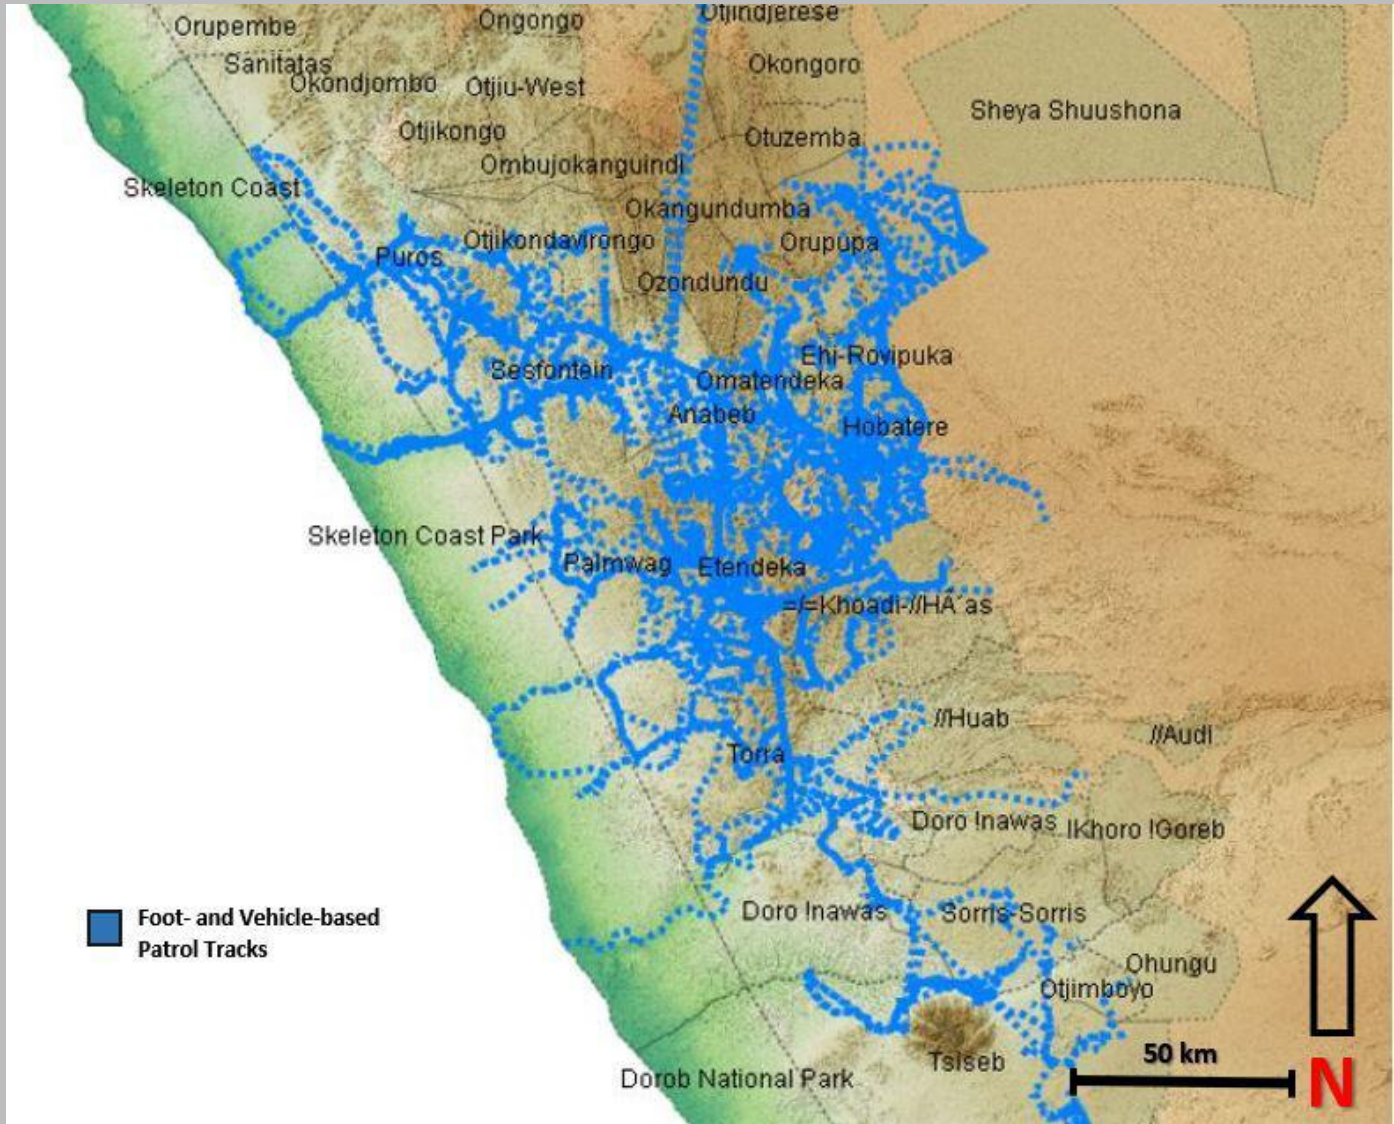 Otjindjerese
Orupembe
Ongongo
Sanitatas
Okongoro
Okondjombo
Otjiu-West
Sheya Shuushona
Otjikongo
Otuzemba
Ombujokanguindi
Skeleton Coast
Okangundumba
Otjikondavirongo
Orupupa
Puros
Ozondundu
Ehi-Rovipuka
Sesfontein
Omatendeka
Anabeb
Hobatere
Skeleton Coast Park
Palmwag
Etendeka
=/=Khoadi-//HÂ´as
//Huab
//Audi
Torra
Doro !nawas
!Khoro !Goreb
Doro !nawas
Sorris-Sorris
Foot- and Vehicle-based
Patrol Tracks
Ohungu
Otjimboyo
50 km
Tsiseb
Dorob National Park
N